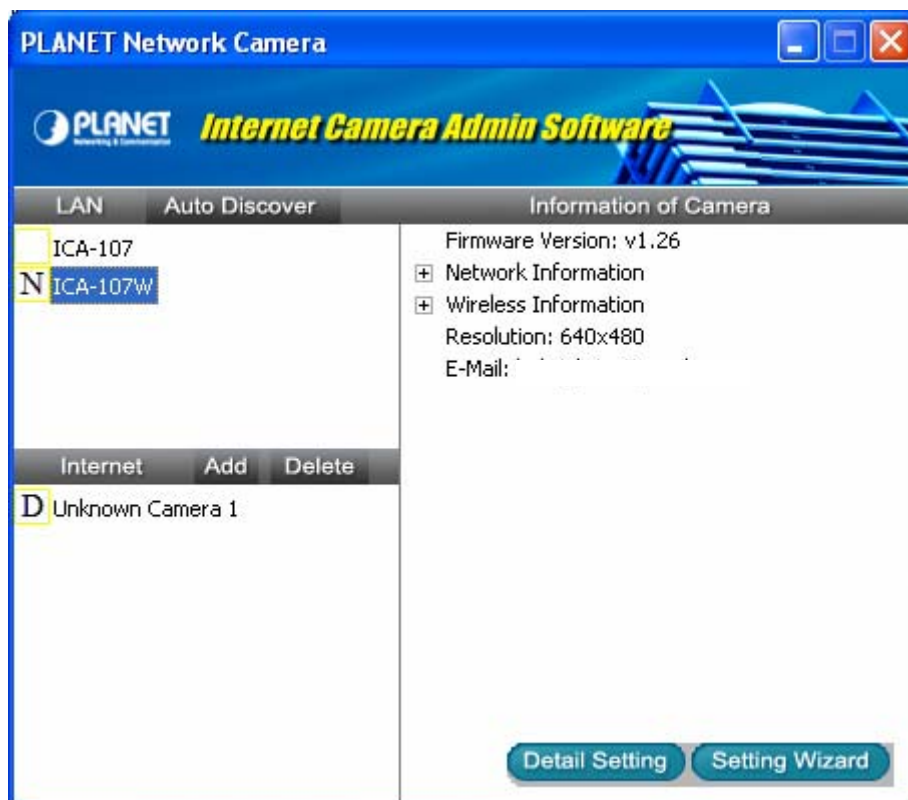 PLANET Network Camera
PLANET
Networking & Communication
Internet Camera Admin Software
LAN Auto Discover
ICA-107
N ICA-107W
Internet Add Delete
D Unknown Camera 1
Information of Camera
Firmware Version: v1.26
Network Information
Wireless Information
Resolution: 640x480
E-Mail:
Detail Setting Setting Wizard